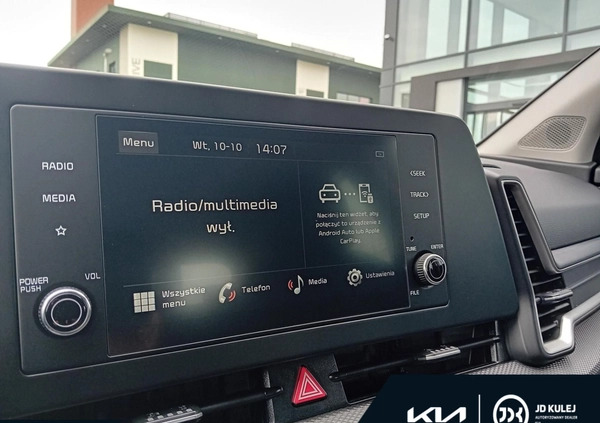 Menu
Wt, 10-10 14:07
RADIO
MEDIA
POWER
PUSH
VOL
Radio/multimedia
wył.
Naciśnij ten widżet, aby
połączyć to urządzenie z
Android Auto lub Apple
CarPlay.
Wszystkie
menu
Telefon
Media
Ustawienia
<SEEK
TRACK>
SETUP
TUNE
ENTER
FILE
KIA
JD KULEJ
AUTORYZOWANY DEALER